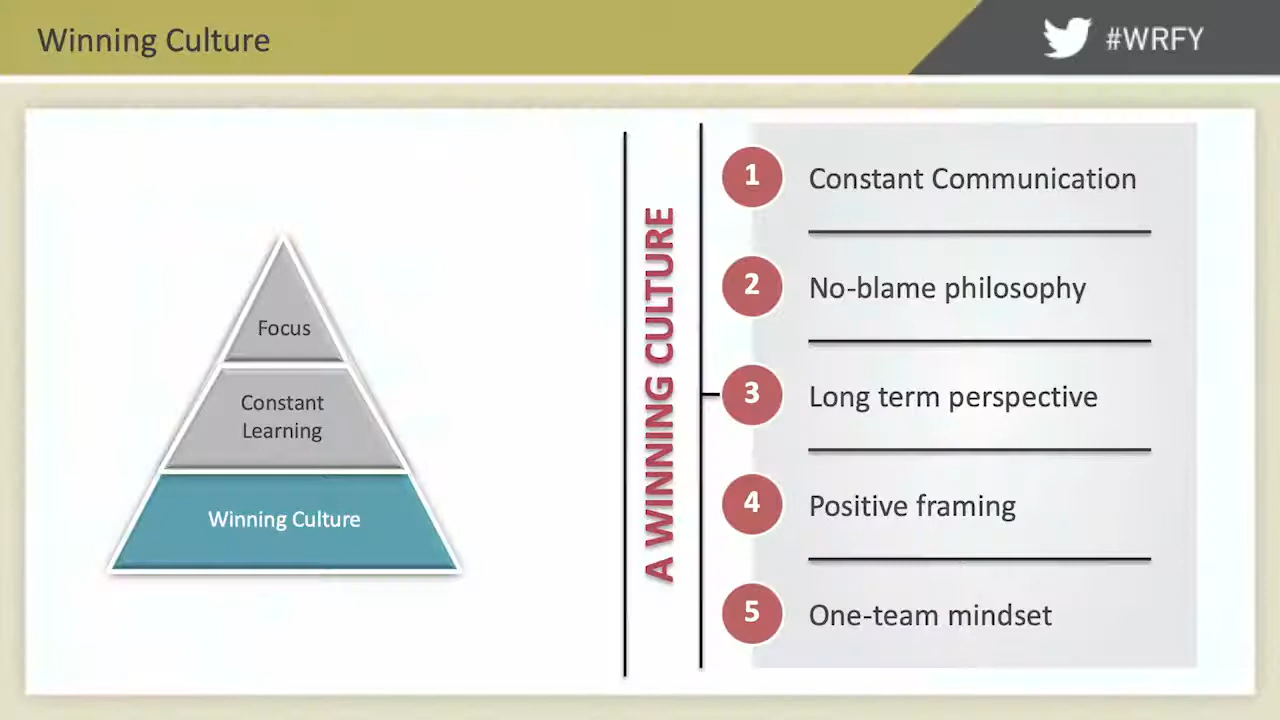 Winning Culture
#WRFY
Focus
Constant
Learning
Winning Culture
A WINNING CULTURE
1 Constant Communication
2 No-blame philosophy
3 Long term perspective
4 Positive framing
5 One-team mindset